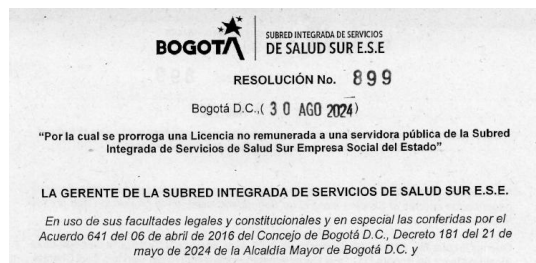 BOGOTÁ
SUBRED INTEGRADA DE SERVICIOS
DE SALUD SUR E.S.E
RESOLUCIÓN No. 899
Bogotá D.C.,( 30 AGO 2024)
“Por la cual se prorroga una Licencia no remunerada a una servidora pública de la Subred
Integrada de Servicios de Salud Sur Empresa Social del Estado”
LA GERENTE DE LA SUBRED INTEGRADA DE SERVICIOS DE SALUD SUR E.S.E.
En uso de sus facultades legales y constitucionales y en especial las conferidas por el
Acuerdo 641 del 06 de abril de 2016 del Concejo de Bogotá D.C., Decreto 181 del 21 de
mayo de 2024 de la Alcaldía Mayor de Bogotá D.C. y